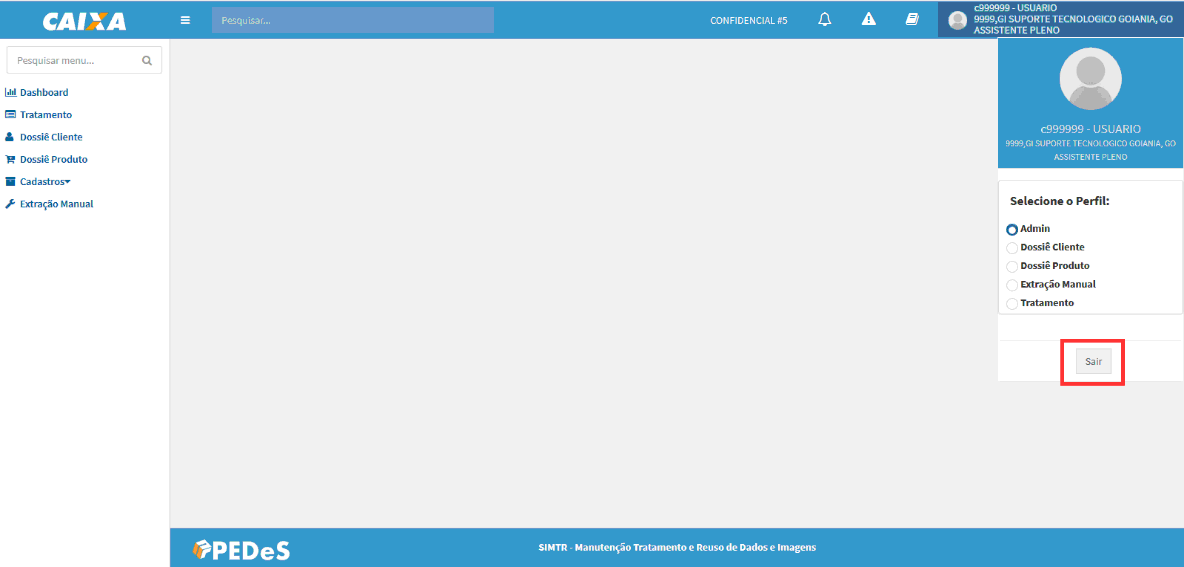 CAIXA
Pesquisar...
CONFIDENCIAL #5
c999999 - USUARIO
9999,GI SUPORTE TECNOLOGICO GOIANIA, GO
ASSISTENTE PLENO
Pesquisar menu...
Dashboard
Tratamento
Dossiê Cliente
Dossiê Produto
Cadastros
Extração Manual
c999999 - USUARIO
9999,GI SUPORTE TECNOLOGICO GOIANIA, GO
ASSISTENTE PLENO
Selecione o Perfil:
Admin
Dossiê Cliente
Dossiê Produto
Extração Manual
Tratamento
Sair
PEDeS
SIMTR - Manutenção Tratamento e Reuso de Dados e Imagens